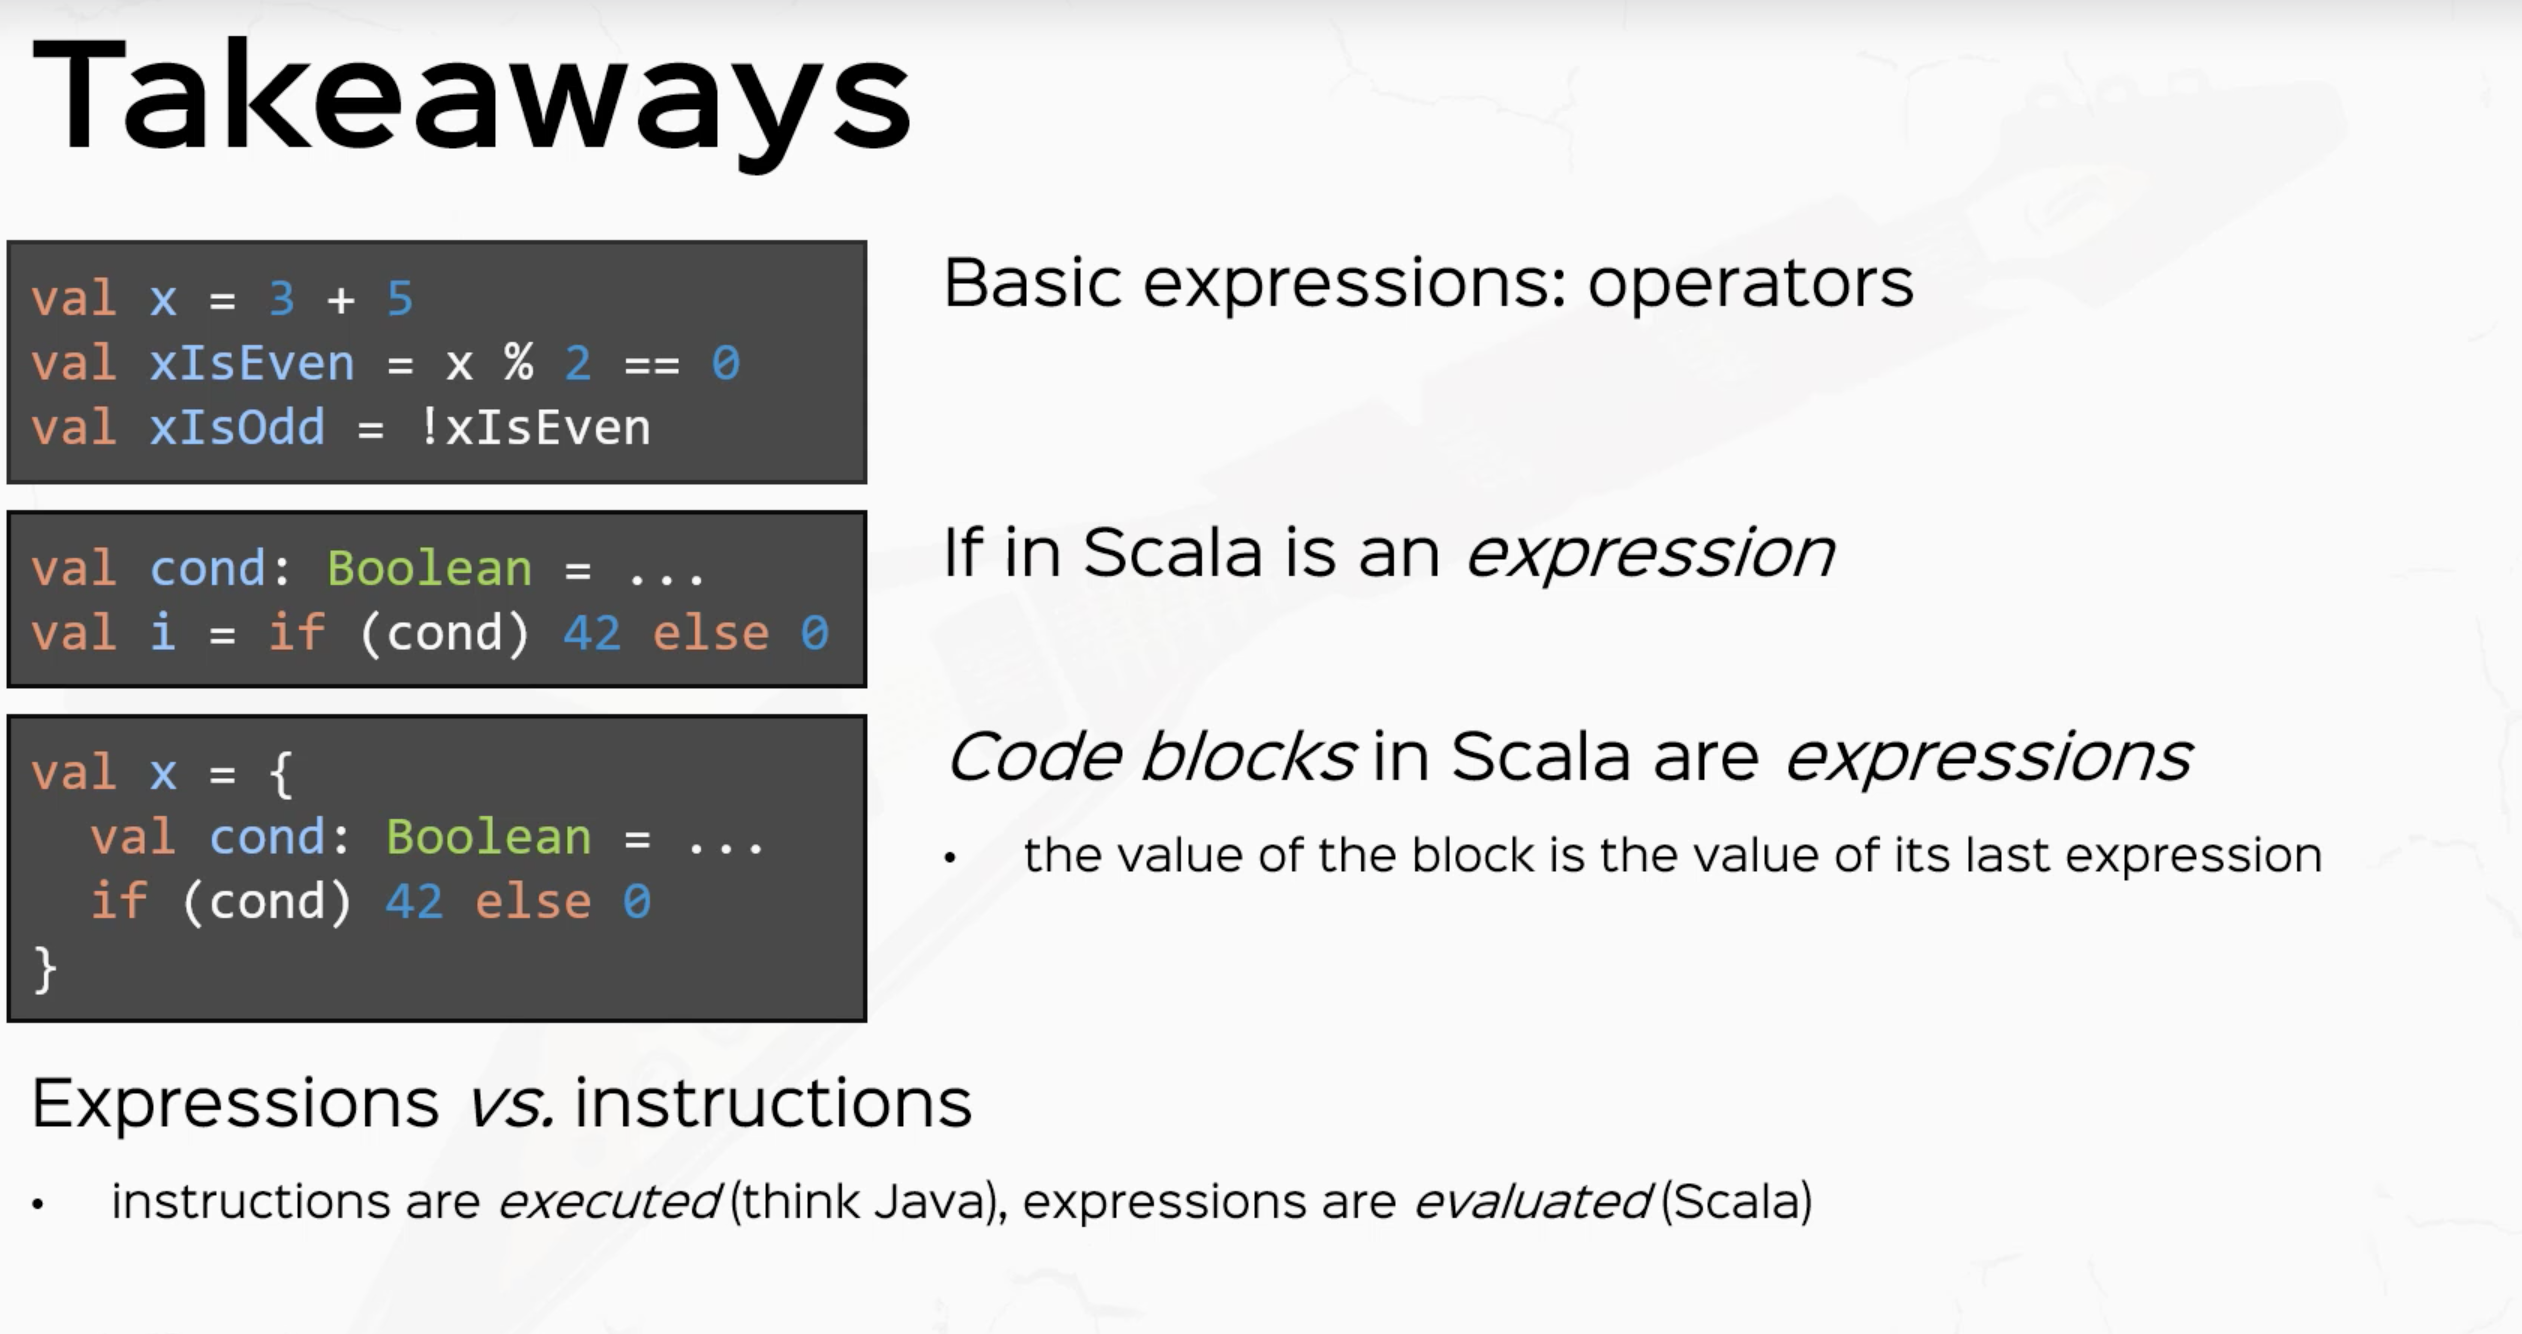 Takeaways
val x = 3 + 5
val xIsEven = x % 2 == 0
val xIsOdd = !xIsEven
Basic expressions: operators
val cond: Boolean = ...
val i = if (cond) 42 else 0
If in Scala is an expression
val x = {
  val cond: Boolean = ...
  if (cond) 42 else 0
}
Code blocks in Scala are expressions
• the value of the block is the value of its last expression
Expressions vs. instructions
• instructions are executed (think Java), expressions are evaluated (Scala)